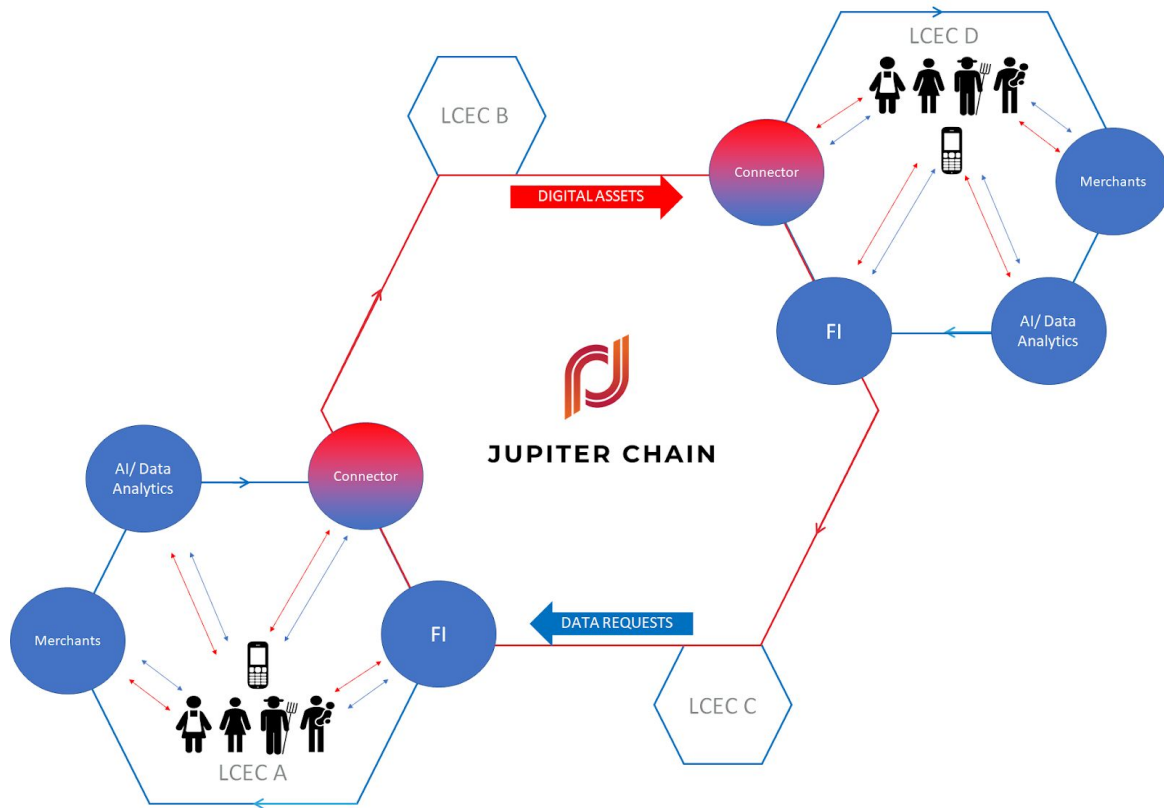 LCEC D
LCEC B
Connector
Merchants
DIGITAL ASSETS
FI
AI/ Data
Analytics
JUPITER CHAIN
AI/ Data
Analytics
Connector
Merchants
FI
DATA REQUESTS
LCEC C
LCEC A